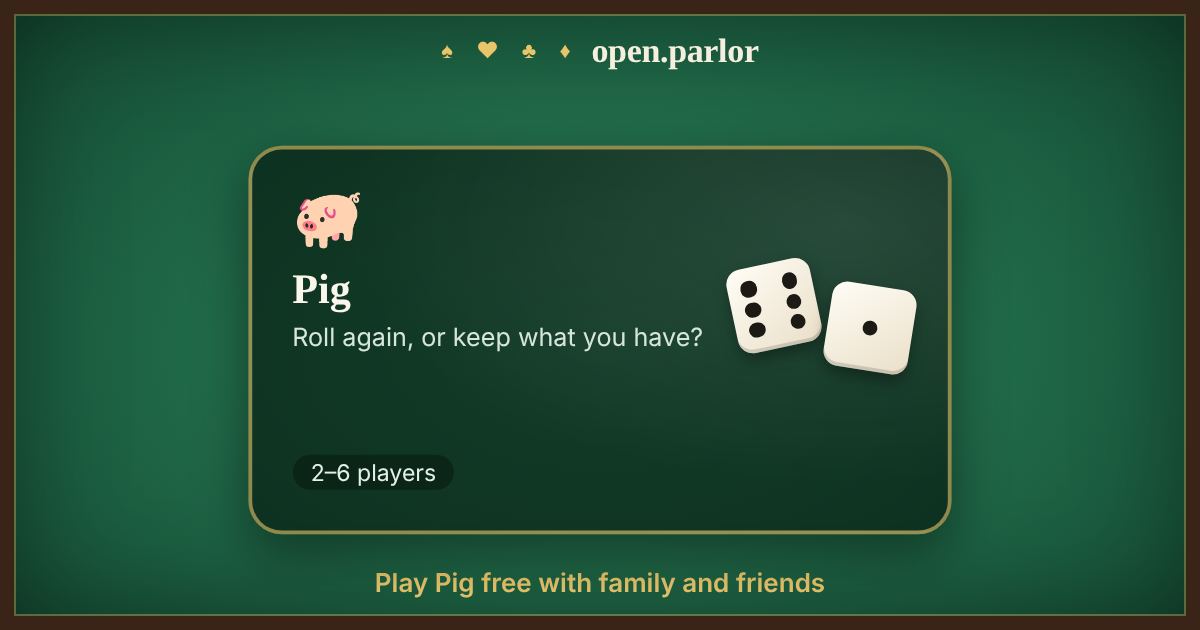 ♠ ♥ ♣ ♦ open.parlor
Pig
Roll again, or keep what you have?
2–6 players
Play Pig free with family and friends